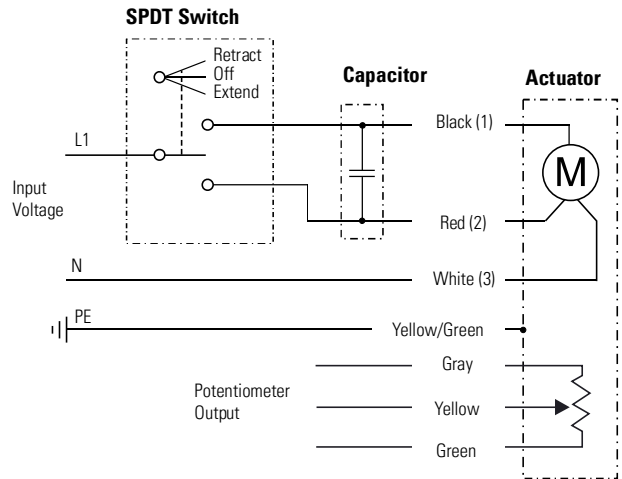 SPDT Switch
Retract
Off
Extend
Capacitor
Actuator
L1
Black (1)
M
Input
Voltage
Red (2)
N
White (3)
PE
Yellow/Green
Gray
Potentiometer
Output
Yellow
Green